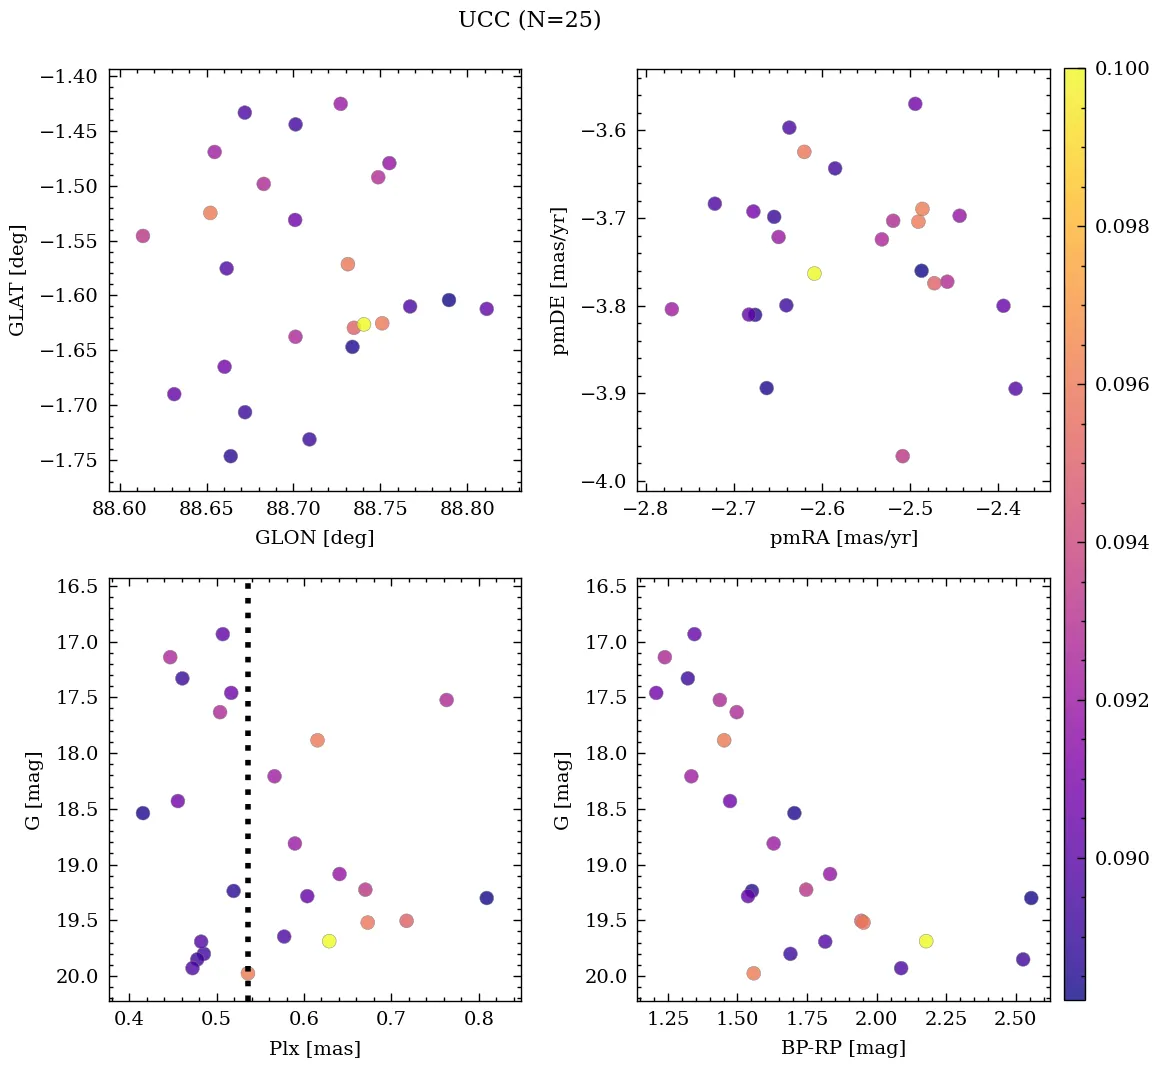 UCC (N=25)
−1.40
−1.45
−1.50
−1.55
−1.60
−1.65
−1.70
−1.75
GLAT [deg]
88.60 88.65 88.70 88.75 88.80
GLON [deg]
−3.6
−3.7
−3.8
−3.9
−4.0
pmDE [mas/yr]
−2.8 −2.7 −2.6 −2.5 −2.4
pmRA [mas/yr]
0.100
0.098
0.096
0.094
0.092
0.090
16.5
17.0
17.5
18.0
18.5
19.0
19.5
20.0
G [mag]
0.4 0.5 0.6 0.7 0.8
Plx [mas]
16.5
17.0
17.5
18.0
18.5
19.0
19.5
20.0
G [mag]
1.25 1.50 1.75 2.00 2.25 2.50
BP-RP [mag]